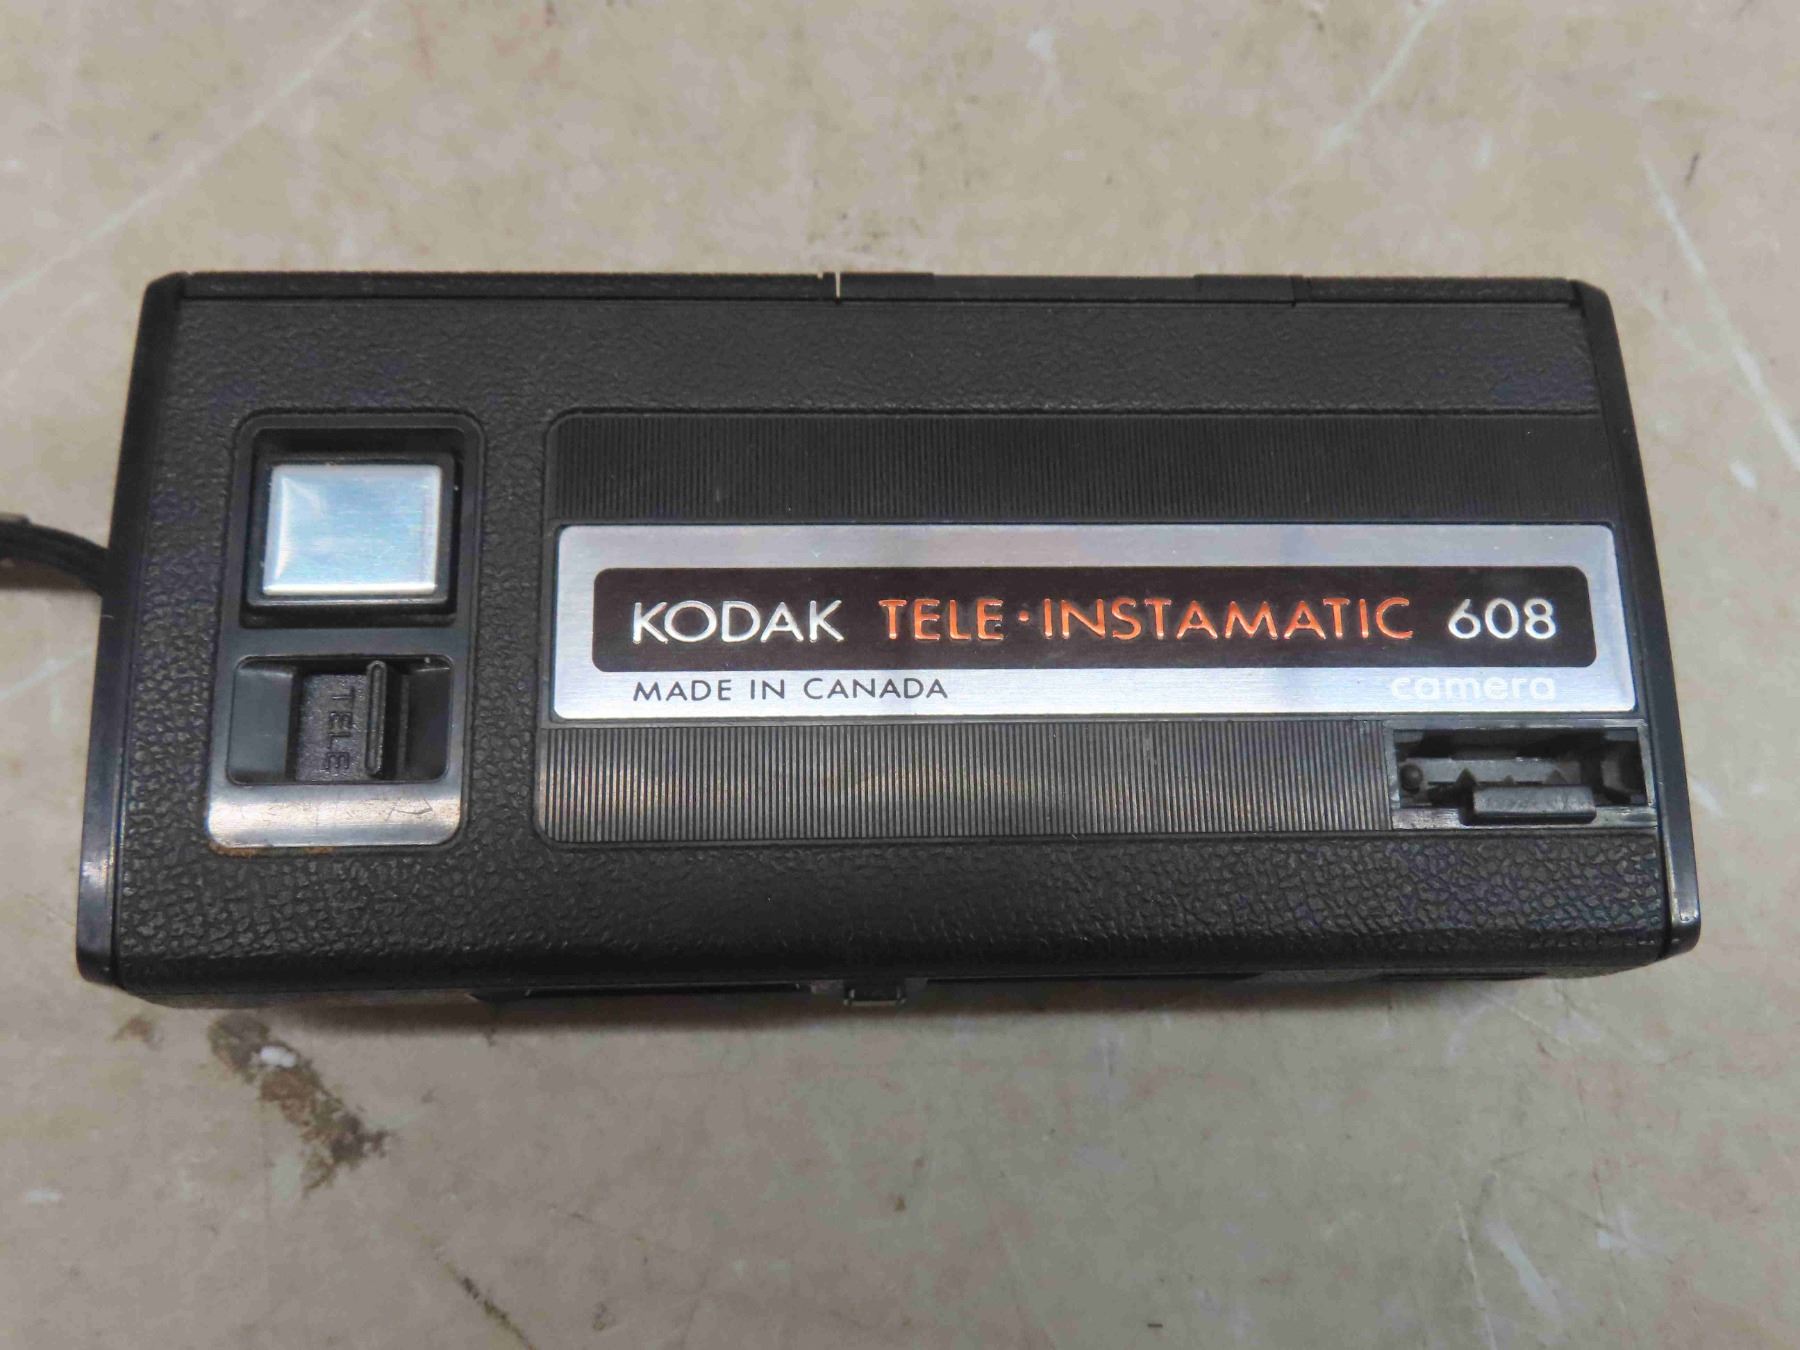 KODAK TELE·INSTAMATIC 608
MADE IN CANADA camera
TELE